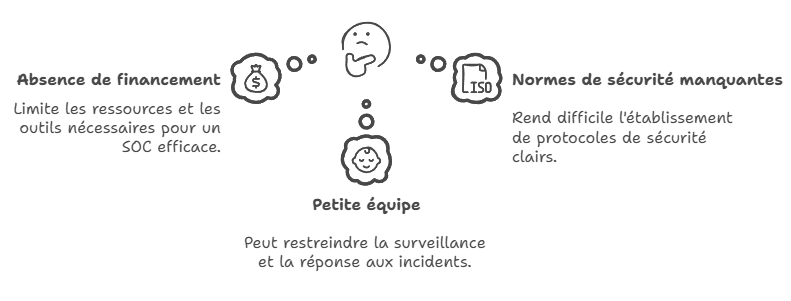 Absence de financement
Limite les ressources et les
outils nécessaires pour un
SOC efficace.
$
ISO
Normes de sécurité manquantes
Rend difficile l'établissement
de protocoles de sécurité
clairs.
Petite équipe
Peut restreindre la surveillance
et la réponse aux incidents.